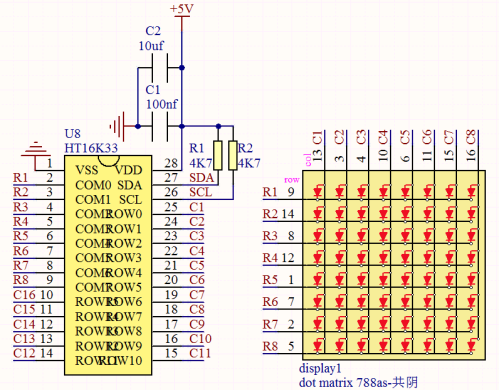 +5V
C2
10uf
C1
100nf
U8
HT16K33
R1
4K7
R2
4K7
1 VSS VDD 28
R1 2 COM0 SDA 27 SDA
R2 3 COM1 SCL 26 SCL
R3 4 COM2 ROW0 25 C1
R4 5 COM3 ROW1 24 C2
R5 6 COM4 ROW2 23 C3
R6 7 COM5 ROW3 22 C4
R7 8 COM6 ROW4 21 C5
R8 9 COM7 ROW5 20 C6
C16 10 ROW15 ROW6 19 C7
C15 11 ROW14 ROW7 18 C8
C14 12 ROW13 ROW8 17 C9
C13 13 ROW12 ROW9 16 C10
C12 14 ROW11 ROW10 15 C11
C1 C2 C3 C4 C5 C6 C7 C8
col 13 3 4 10 6 11 15 16
row
R1 9
R2 14
R3 8
R4 12
R5 1
R6 7
R7 2
R8 5
display1
dot matrix 788as-共阴